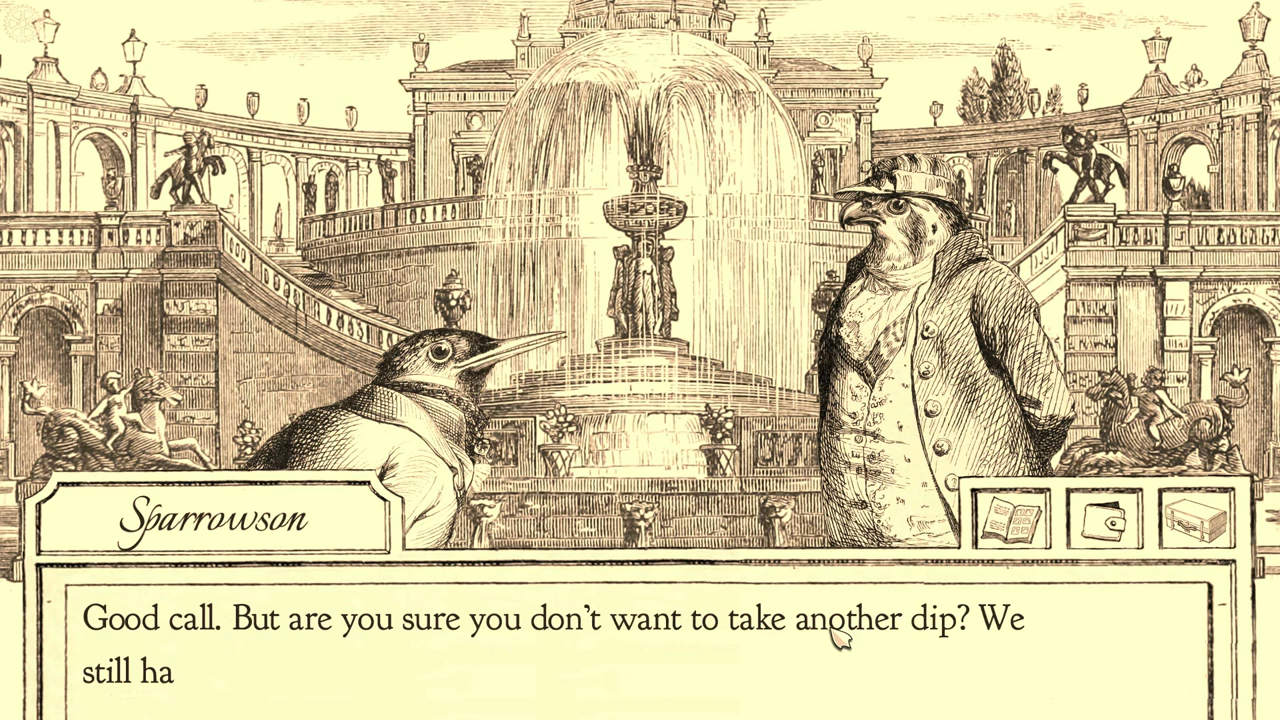 Sparrowson
Good call. But are you sure you don't want to take another dip? We
still ha